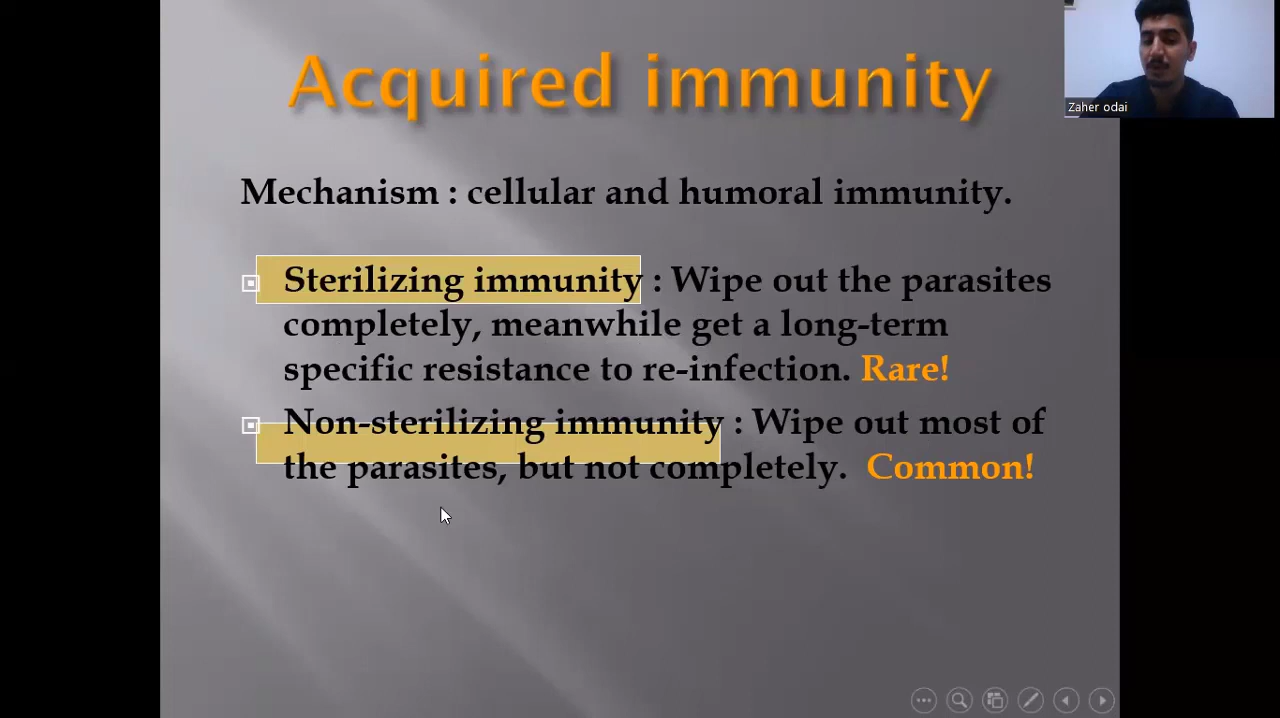 Acquired immunity
Zaher odai
Mechanism : cellular and humoral immunity.
Sterilizing immunity : Wipe out the parasites
completely, meanwhile get a long-term
specific resistance to re-infection. Rare!
Non-sterilizing immunity : Wipe out most of
the parasites, but not completely.  Common!